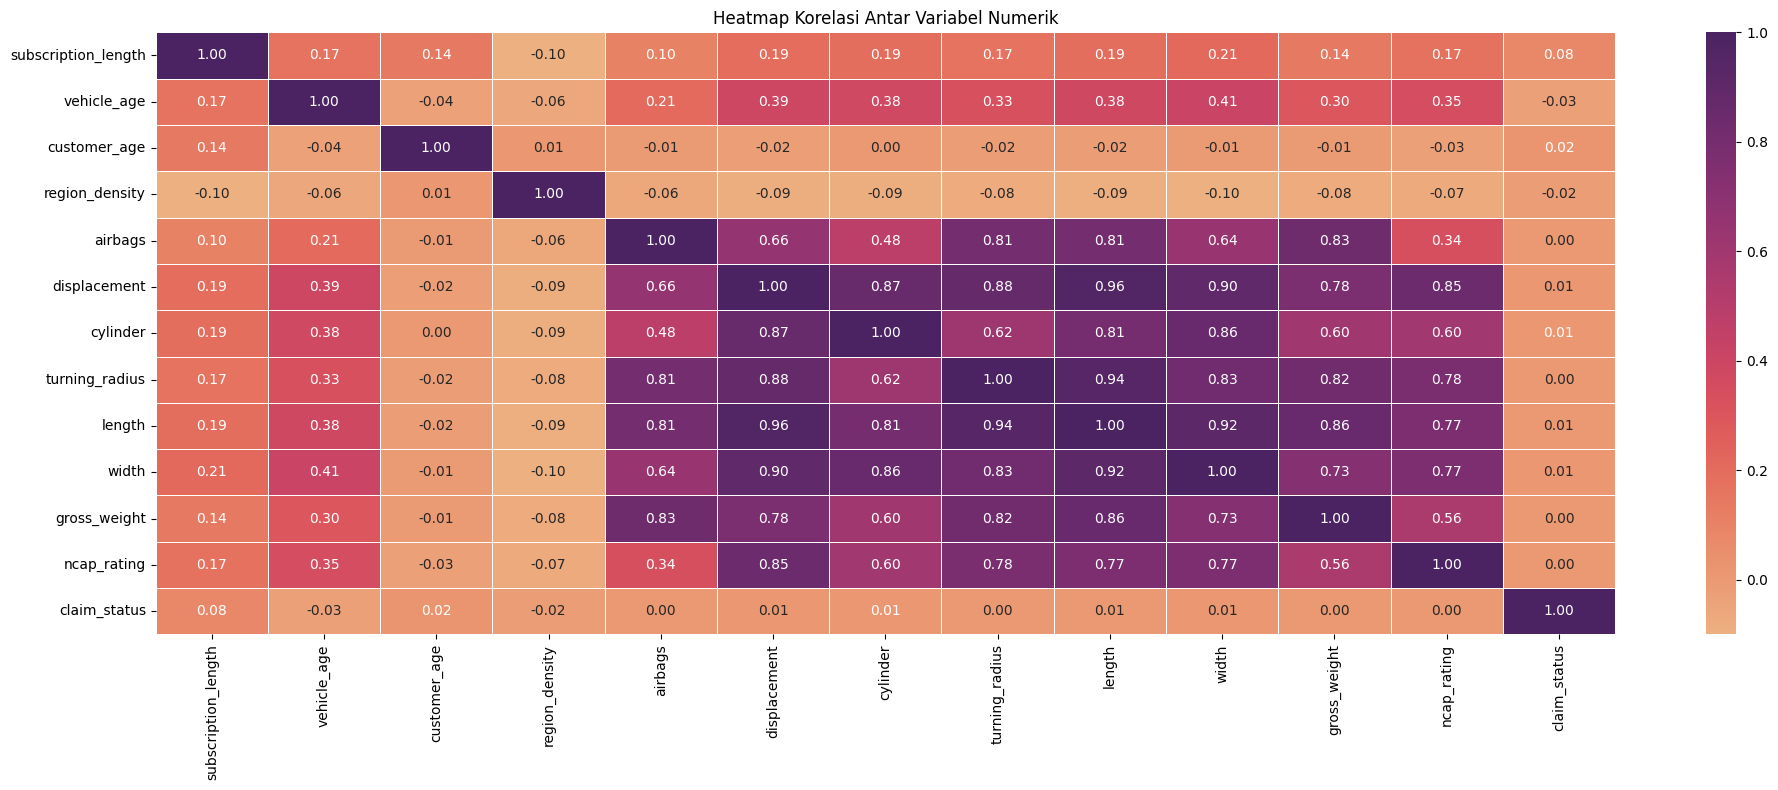 Heatmap Korelasi Antar Variabel Numerik
subscription_length 1.00 0.17 0.14 -0.10 0.10 0.19 0.19 0.17 0.19 0.21 0.14 0.17 0.08
vehicle_age 0.17 1.00 -0.04 -0.06 0.21 0.39 0.38 0.33 0.38 0.41 0.30 0.35 -0.03
customer_age 0.14 -0.04 1.00 0.01 -0.01 -0.02 0.00 -0.02 -0.02 -0.01 -0.01 -0.03 0.02
region_density -0.10 -0.06 0.01 1.00 -0.06 -0.09 -0.09 -0.08 -0.09 -0.10 -0.08 -0.07 -0.02
airbags 0.10 0.21 -0.01 -0.06 1.00 0.66 0.48 0.81 0.81 0.64 0.83 0.34 0.00
displacement 0.19 0.39 -0.02 -0.09 0.66 1.00 0.87 0.88 0.96 0.90 0.78 0.85 0.01
cylinder 0.19 0.38 0.00 -0.09 0.48 0.87 1.00 0.62 0.81 0.86 0.60 0.60 0.01
turning_radius 0.17 0.33 -0.02 -0.08 0.81 0.88 0.62 1.00 0.94 0.83 0.82 0.78 0.00
length 0.19 0.38 -0.02 -0.09 0.81 0.96 0.81 0.94 1.00 0.92 0.86 0.77 0.01
width 0.21 0.41 -0.01 -0.10 0.64 0.90 0.86 0.83 0.92 1.00 0.73 0.77 0.01
gross_weight 0.14 0.30 -0.01 -0.08 0.83 0.78 0.60 0.82 0.86 0.73 1.00 0.56 0.00
ncap_rating 0.17 0.35 -0.03 -0.07 0.34 0.85 0.60 0.78 0.77 0.77 0.56 1.00 0.00
claim_status 0.08 -0.03 0.02 -0.02 0.00 0.01 0.01 0.00 0.01 0.01 0.00 0.00 1.00
subscription_length
vehicle_age
customer_age
region_density
airbags
displacement
cylinder
turning_radius
length
width
gross_weight
ncap_rating
claim_status
1.0
0.8
0.6
0.4
0.2
0.0